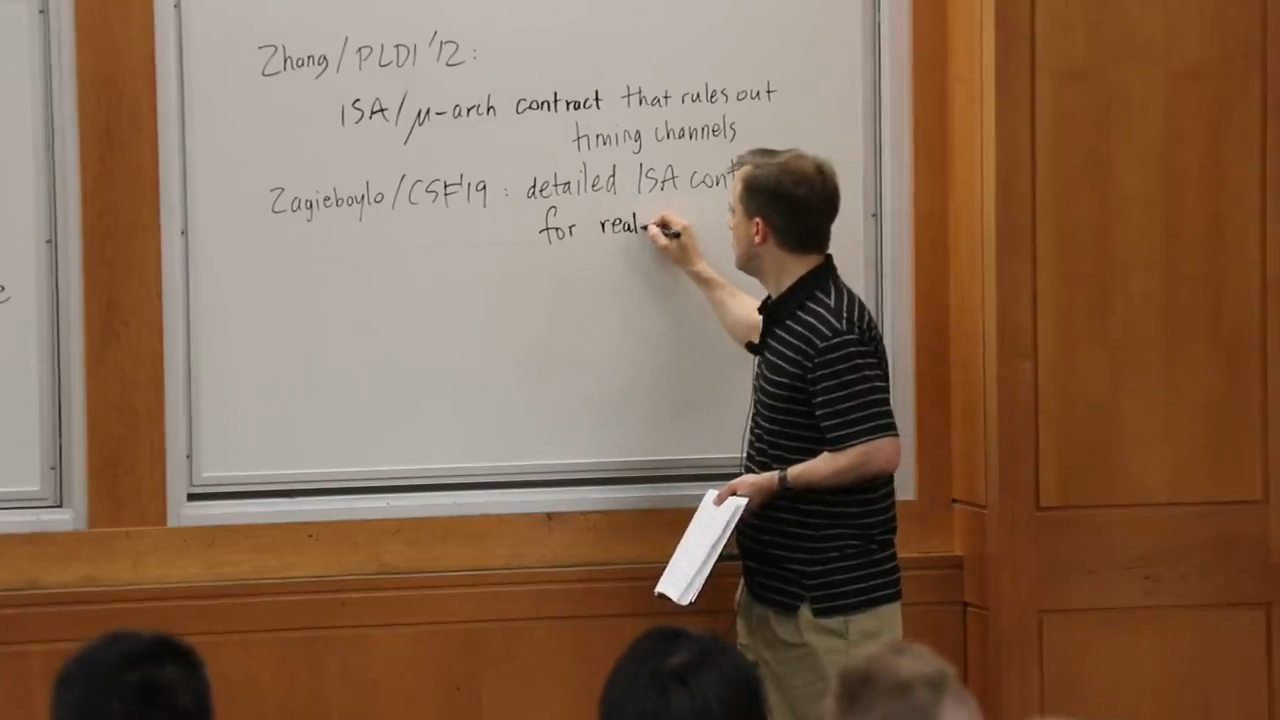 Zhang/PLDI '12:
ISA/μ-arch contract that rules out
timing channels
Zagieboylo/CSF'19: detailed ISA cont
for real
e